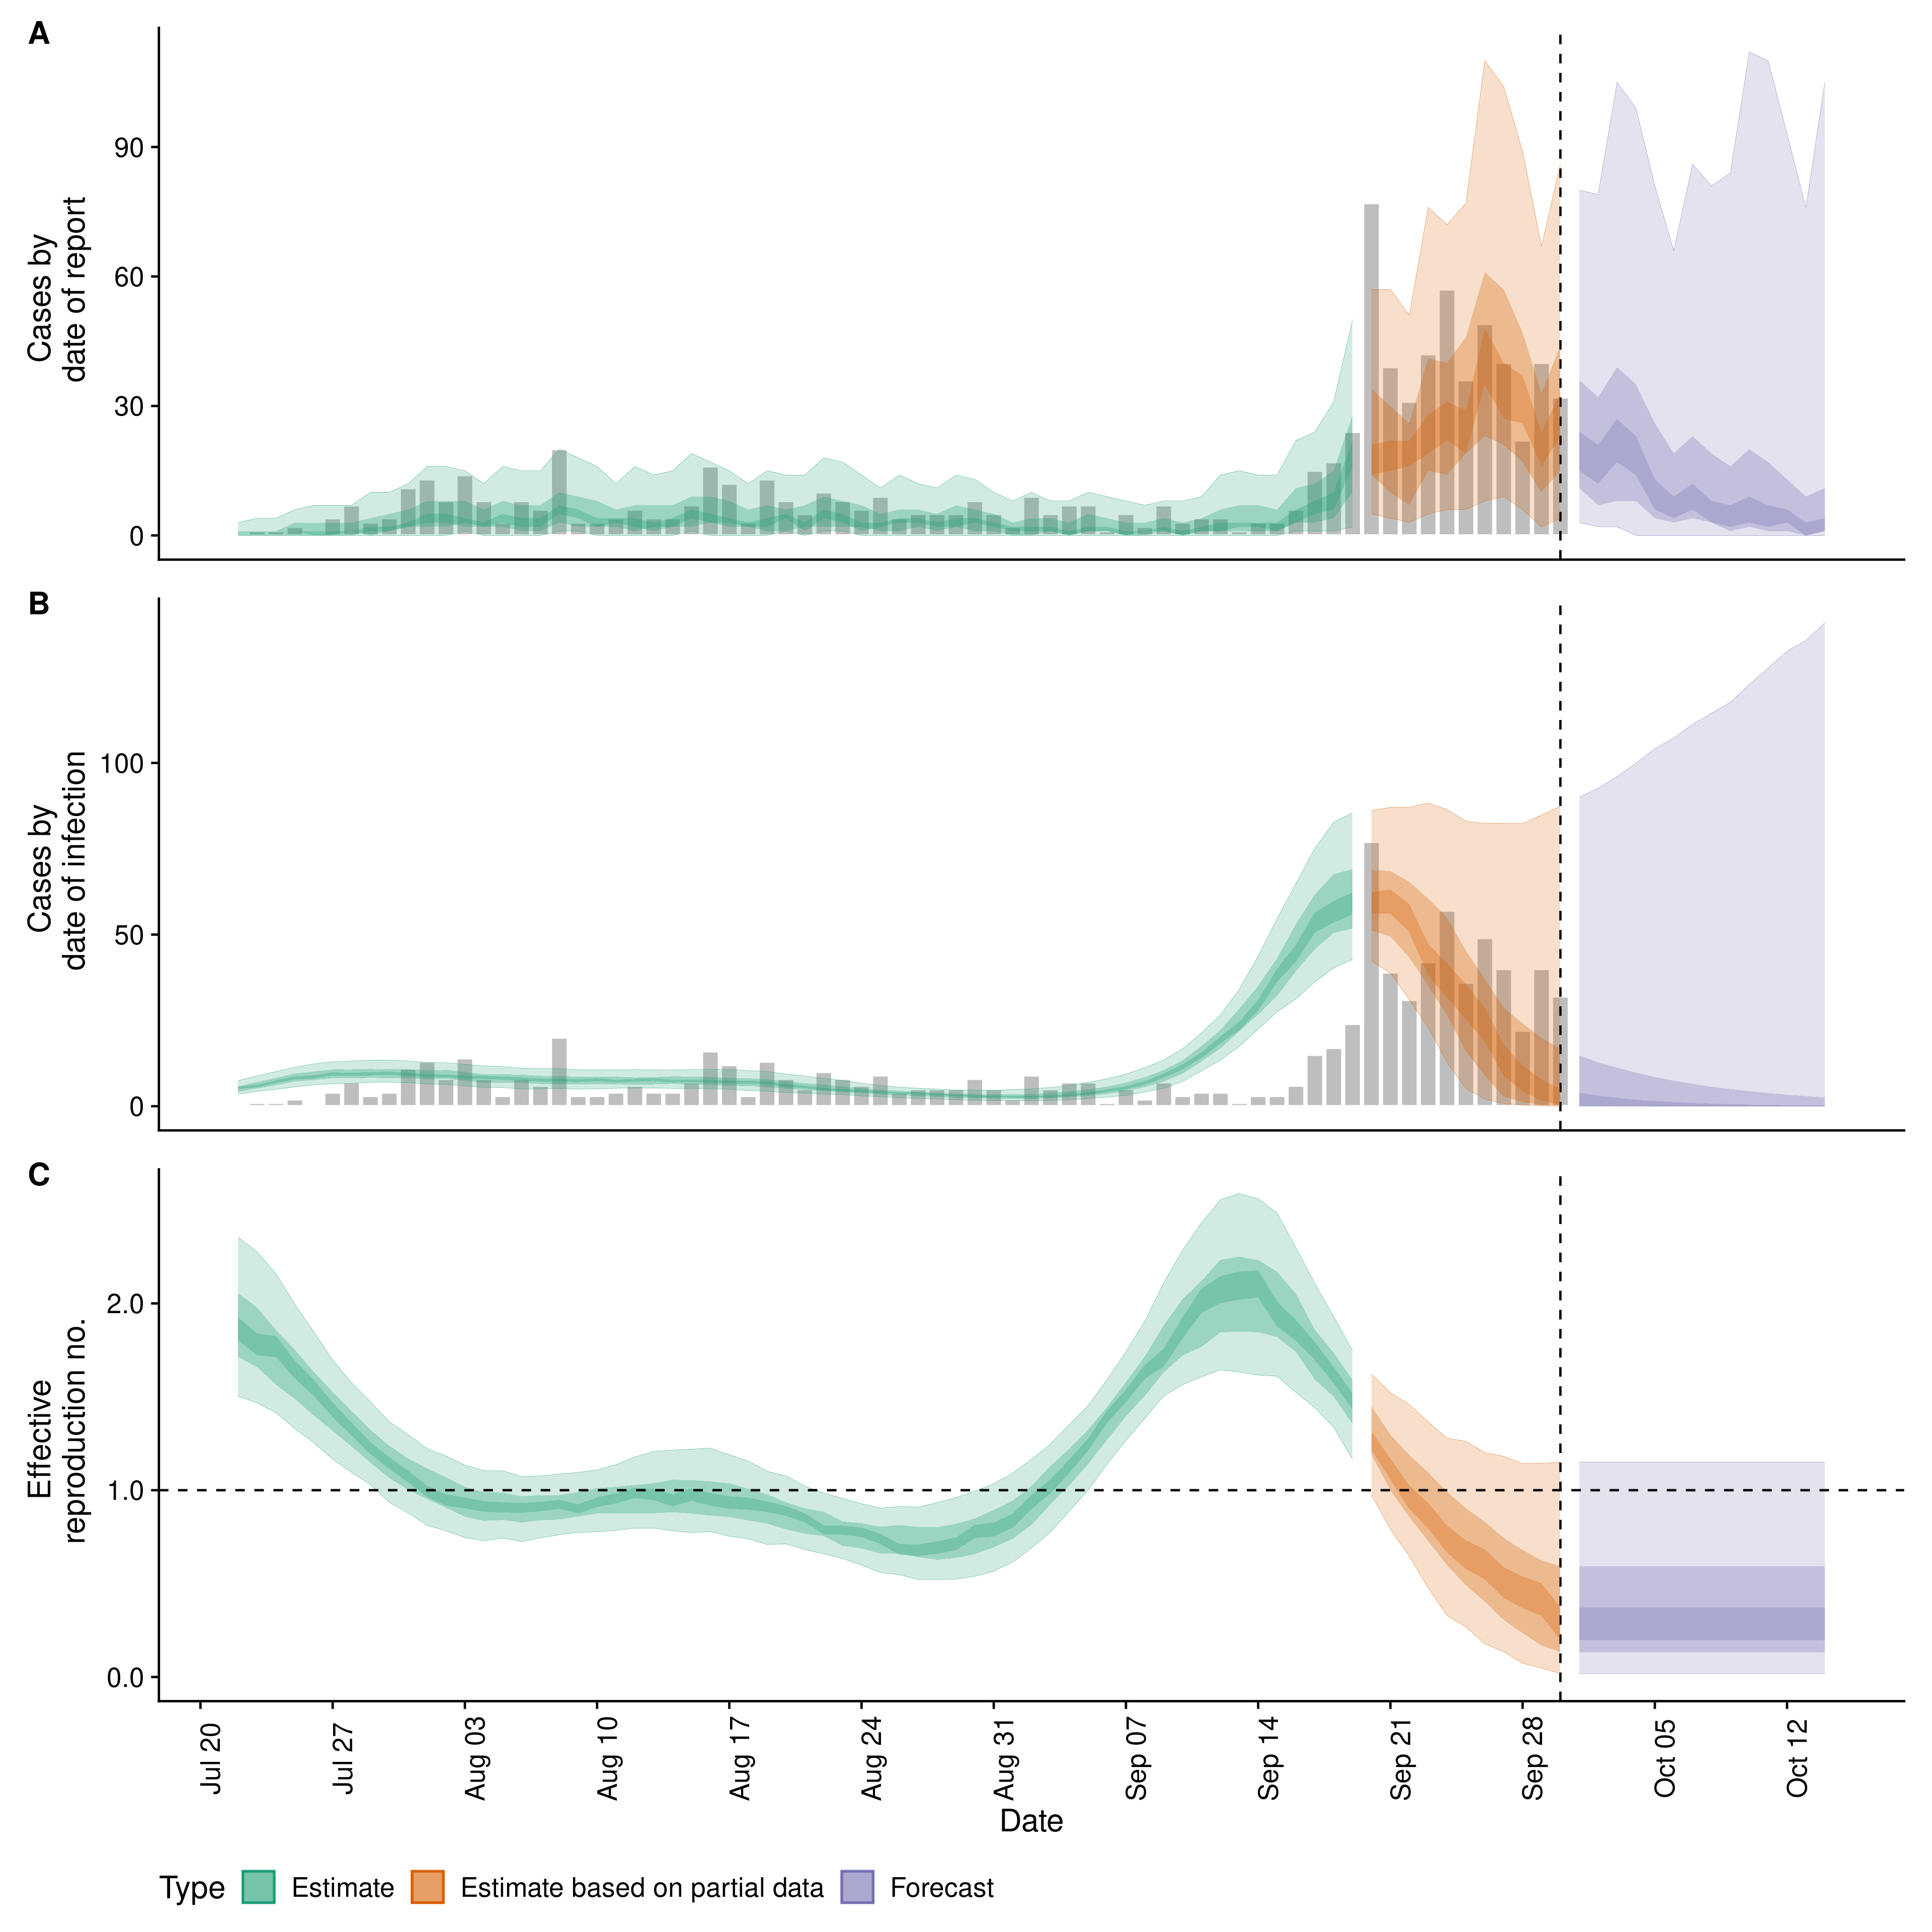 A
Cases by
date of report
90
60
30
0
B
Cases by
date of infection
100
50
0
C
Effective
reproduction no.
2.0
1.0
0.0
Jul 20
Jul 27
Aug 03
Aug 10
Aug 17
Aug 24
Aug 31
Sep 07
Sep 14
Sep 21
Sep 28
Oct 05
Oct 12
Date
Type Estimate Estimate based on partial data Forecast